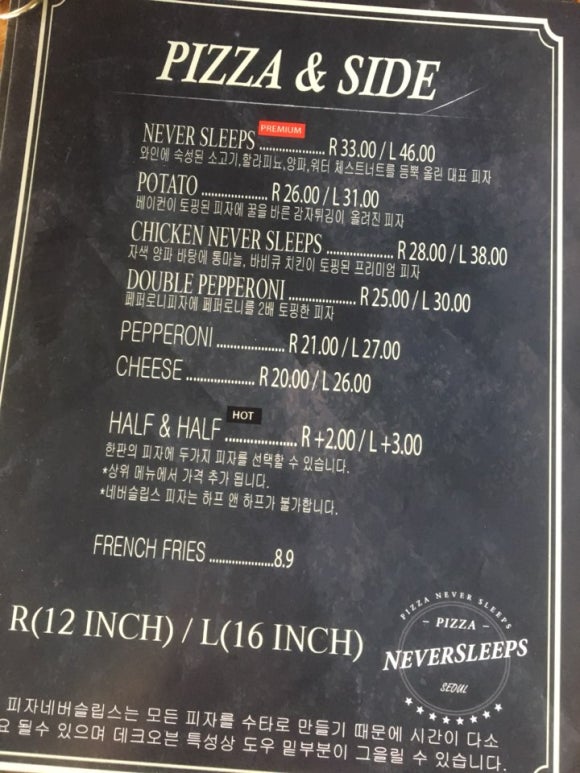 PIZZA & SIDE
NEVER SLEEPS PREMIUM .................... R 33.00 / L 46.00
와인에 숙성된 소고기,할라피뇨,양파,워터 체스트너트를 듬뿍 올린 대표 피자
POTATO .................. R 26.00 / L 31.00
베이컨이 토핑된 피자에 꿀을 바른 감자튀김이 올려진 피자
CHICKEN NEVER SLEEPS .................. R 28.00 / L 38.00
자색 양파 바탕에 통마늘, 바비큐 치킨이 토핑된 프리미엄 피자
DOUBLE PEPPERONI .................. R 25.00 / L 30.00
페퍼로니피자에 페퍼로니를 2배 토핑한 피자
PEPPERONI .................. R 21.00 / L 27.00
CHEESE .................. R 20.00 / L 26.00
HOT
HALF & HALF .................. R +2.00 / L +3.00
한판의 피자에 두가지 피자를 선택할 수 있습니다.
*상위 메뉴에서 가격 추가 됩니다.
*네버슬립스 피자는 하프 앤 하프가 불가합니다.
FRENCH FRIES .................8.9
R(12 INCH) / L(16 INCH)
PIZZA NEVER SLEEPS
- PIZZA -
NEVERSLEEPS
SEOUL
피자네버슬립스는 모든 피자를 수타로 만들기 때문에 시간이 다소
요 될수 있으며 데크오븐 특성상 도우 밑부분이 그을릴 수 있습니다.